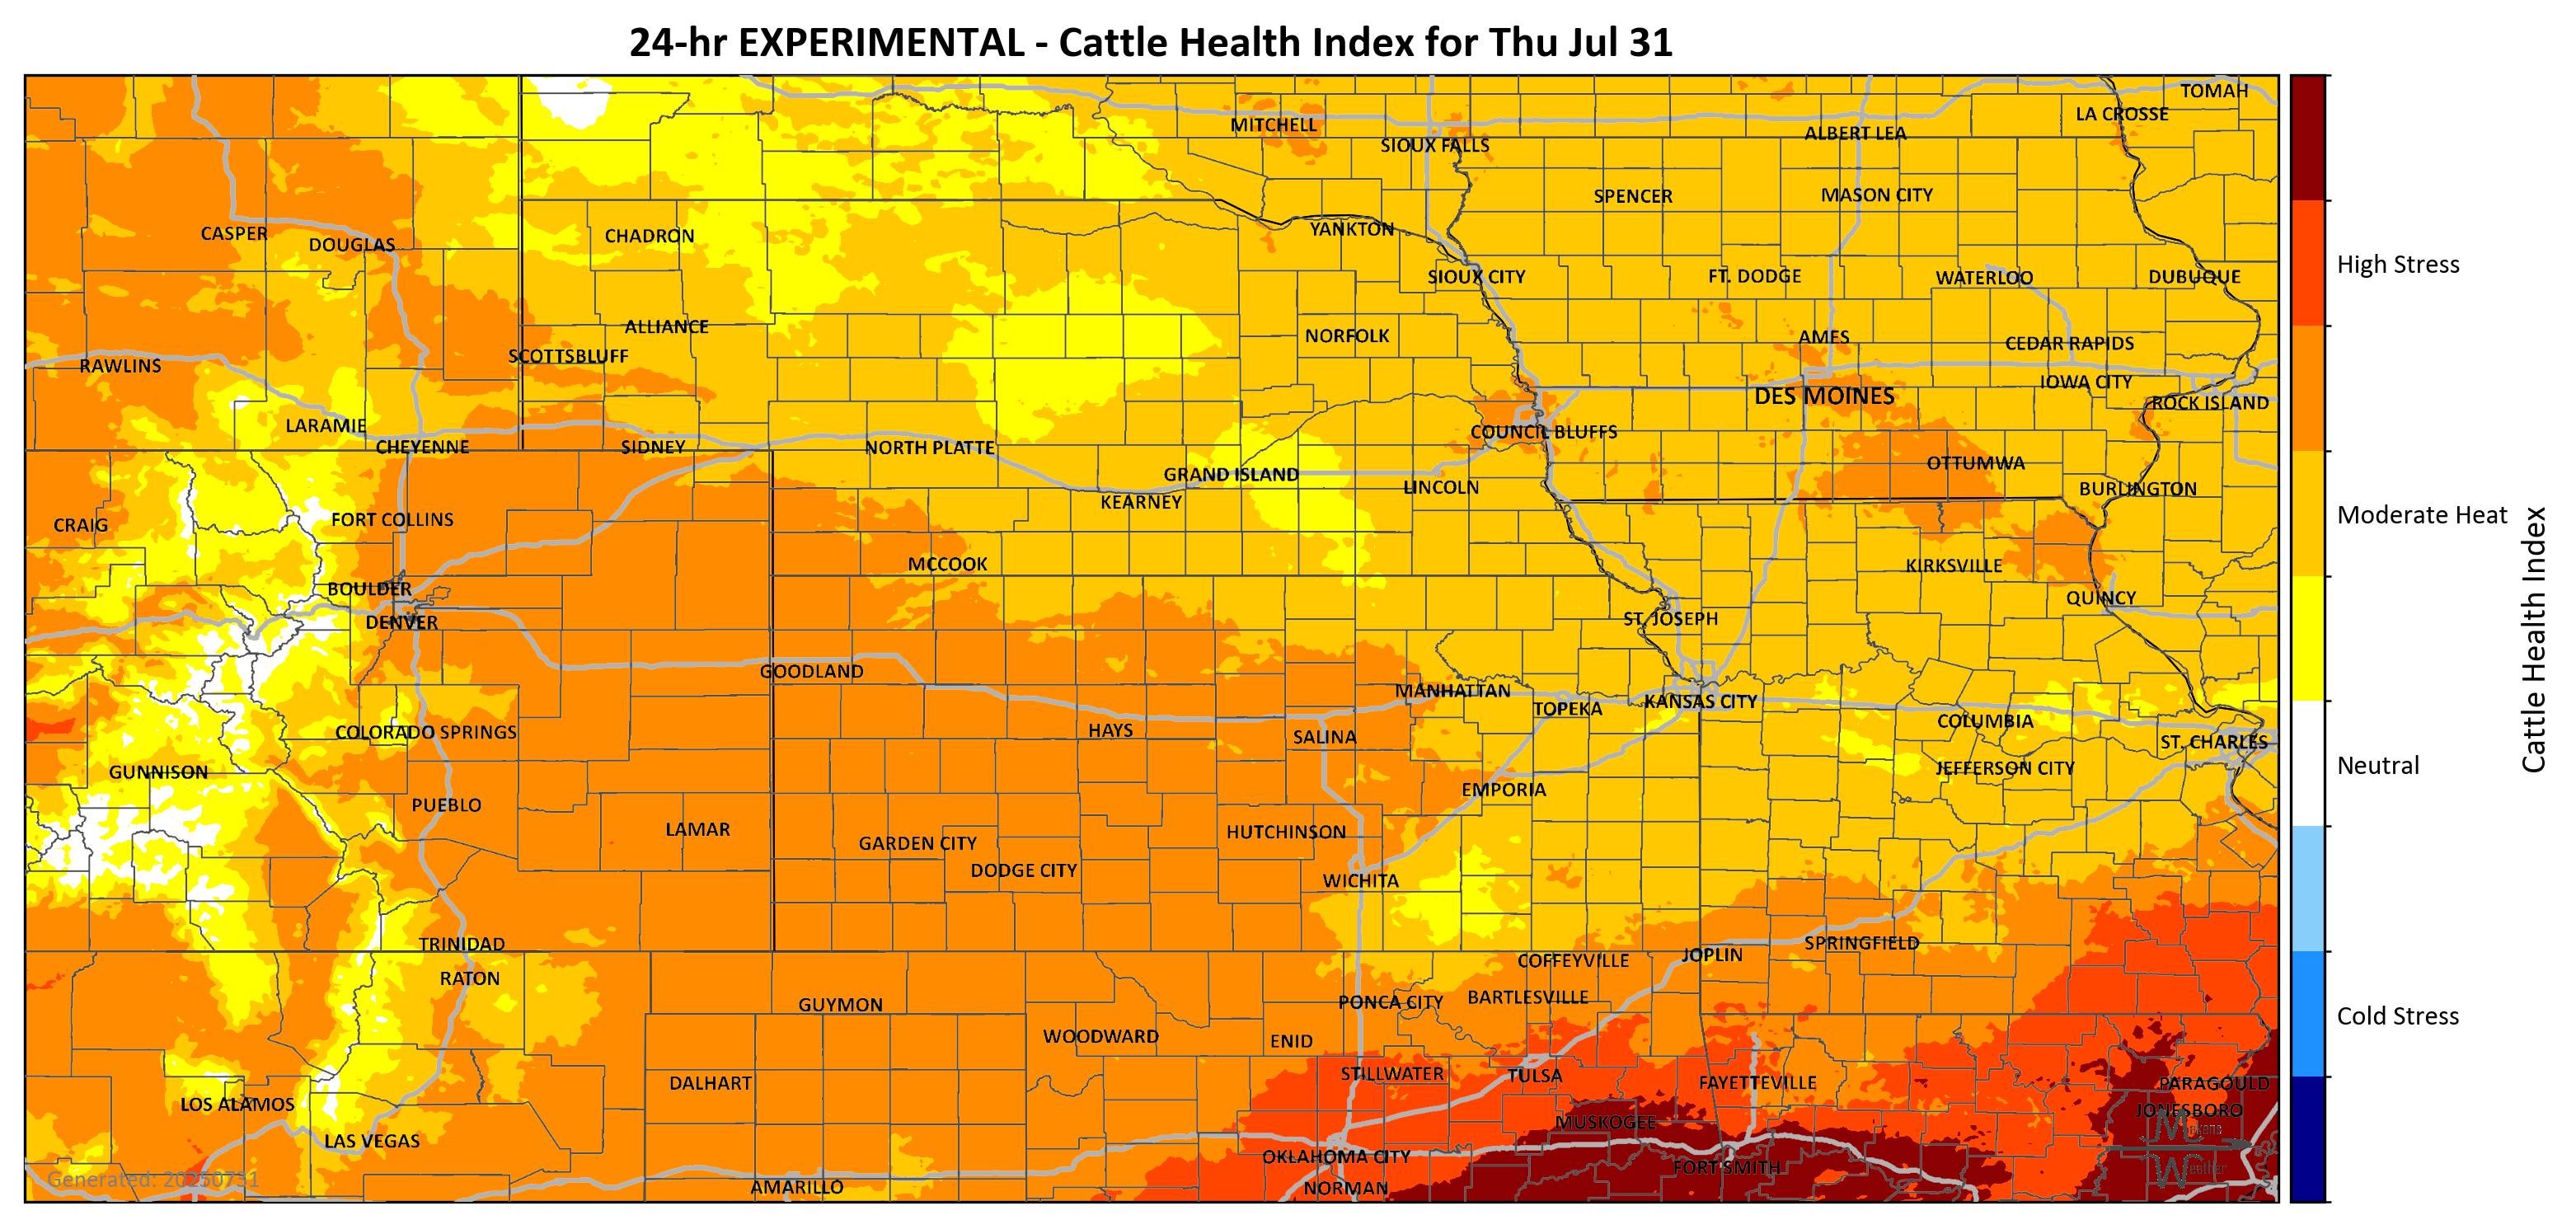 24-hr EXPERIMENTAL - Cattle Health Index for Thu Jul 31
TOMAH
LA CROSSE
MITCHELL
ALBERT LEA
SIOUX FALLS
SPENCER
MASON CITY
CASPER
DOUGLAS
CHADRON
YANKTON
SIOUX CITY
FT. DODGE
WATERLOO
DUBUQUE
High Stress
ALLIANCE
NORFOLK
AMES
CEDAR RAPIDS
SCOTTSBLUFF
RAWLINS
IOWA CITY
DES MOINES
ROCK ISLAND
LARAMIE
COUNCIL BLUFFS
CHEYENNE
SIDNEY
NORTH PLATTE
OTTUMWA
GRAND ISLAND
LINCOLN
BURLINGTON
KEARNEY
CRAIG
FORT COLLINS
Moderate Heat
MCCOOK
KIRKSVILLE
BOULDER
QUINCY
DENVER
ST. JOSEPH
Cattle Health Index
GOODLAND
MANHATTAN
KANSAS CITY
TOPEKA
COLORADO SPRINGS
HAYS
SALINA
COLUMBIA
ST. CHARLES
GUNNISON
JEFFERSON CITY
Neutral
EMPORIA
PUEBLO
LAMAR
HUTCHINSON
GARDEN CITY
DODGE CITY
WICHITA
TRINIDAD
SPRINGFIELD
JOPLIN
COFFEYVILLE
RATON
GUYMON
PONCA CITY
BARTLESVILLE
Cold Stress
WOODWARD
ENID
STILLWATER
TULSA
DALHART
FAYETTEVILLE
PARAGOULD
LOS ALAMOS
JONESBORO
MUSKOGEE
LAS VEGAS
OKLAHOMA CITY
FORT SMITH
Weather
Generated: 20250731
AMARILLO
NORMAN